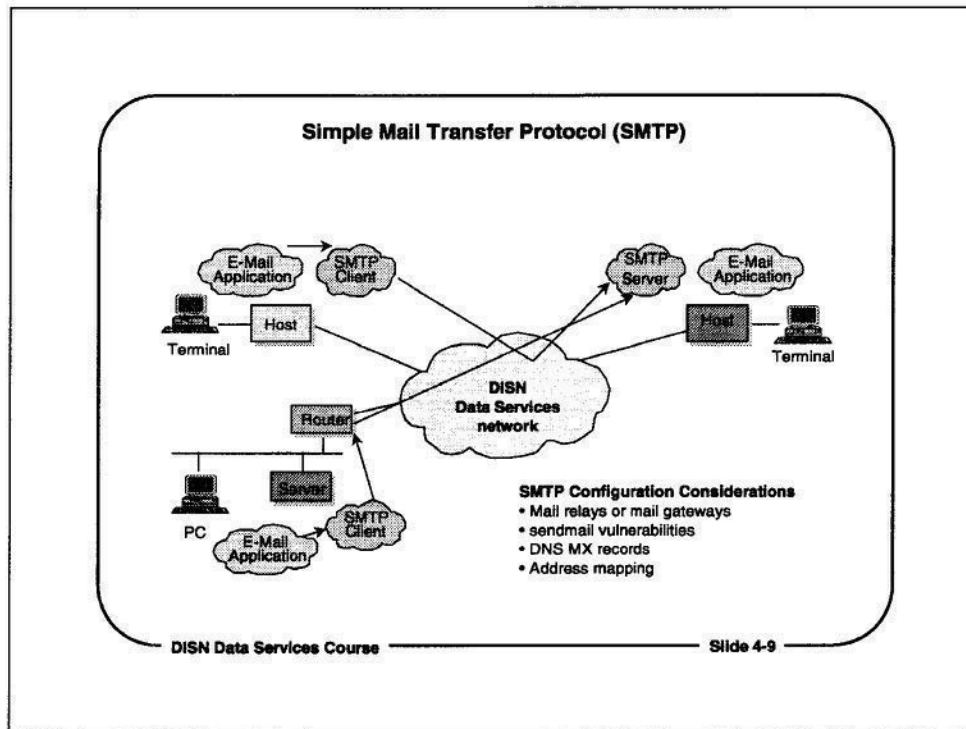 Simple Mail Transfer Protocol (SMTP)
E-Mail
Application
SMTP
Client
SMTP
Server
E-Mail
Application
Host
Terminal
Host
Terminal
DISN
Data Services
network
Router
Server
PC
SMTP
Client
E-Mail
Application
SMTP Configuration Considerations
• Mail relays or mail gateways
• sendmail vulnerabilities
• DNS MX records
• Address mapping
DISN Data Services Course
Slide 4-9